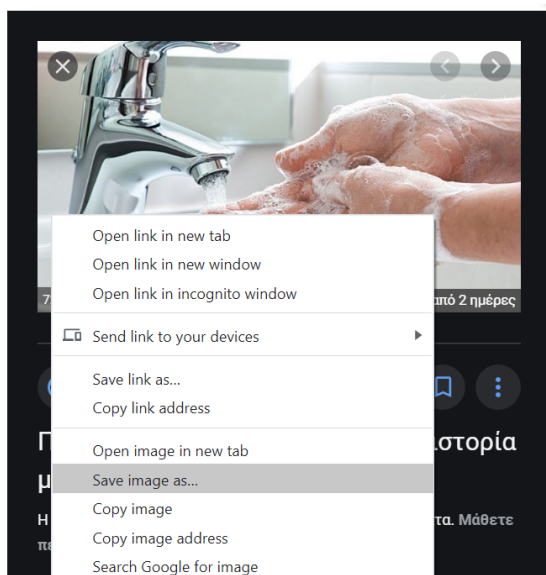 από 2 ημέρες
Open link in new tab
Open link in new window
Open link in incognito window
Send link to your devices
Save link as...
Copy link address
Open image in new tab
Save image as...
Copy image
Copy image address
Search Google for image
Η
τα. Μάθετε